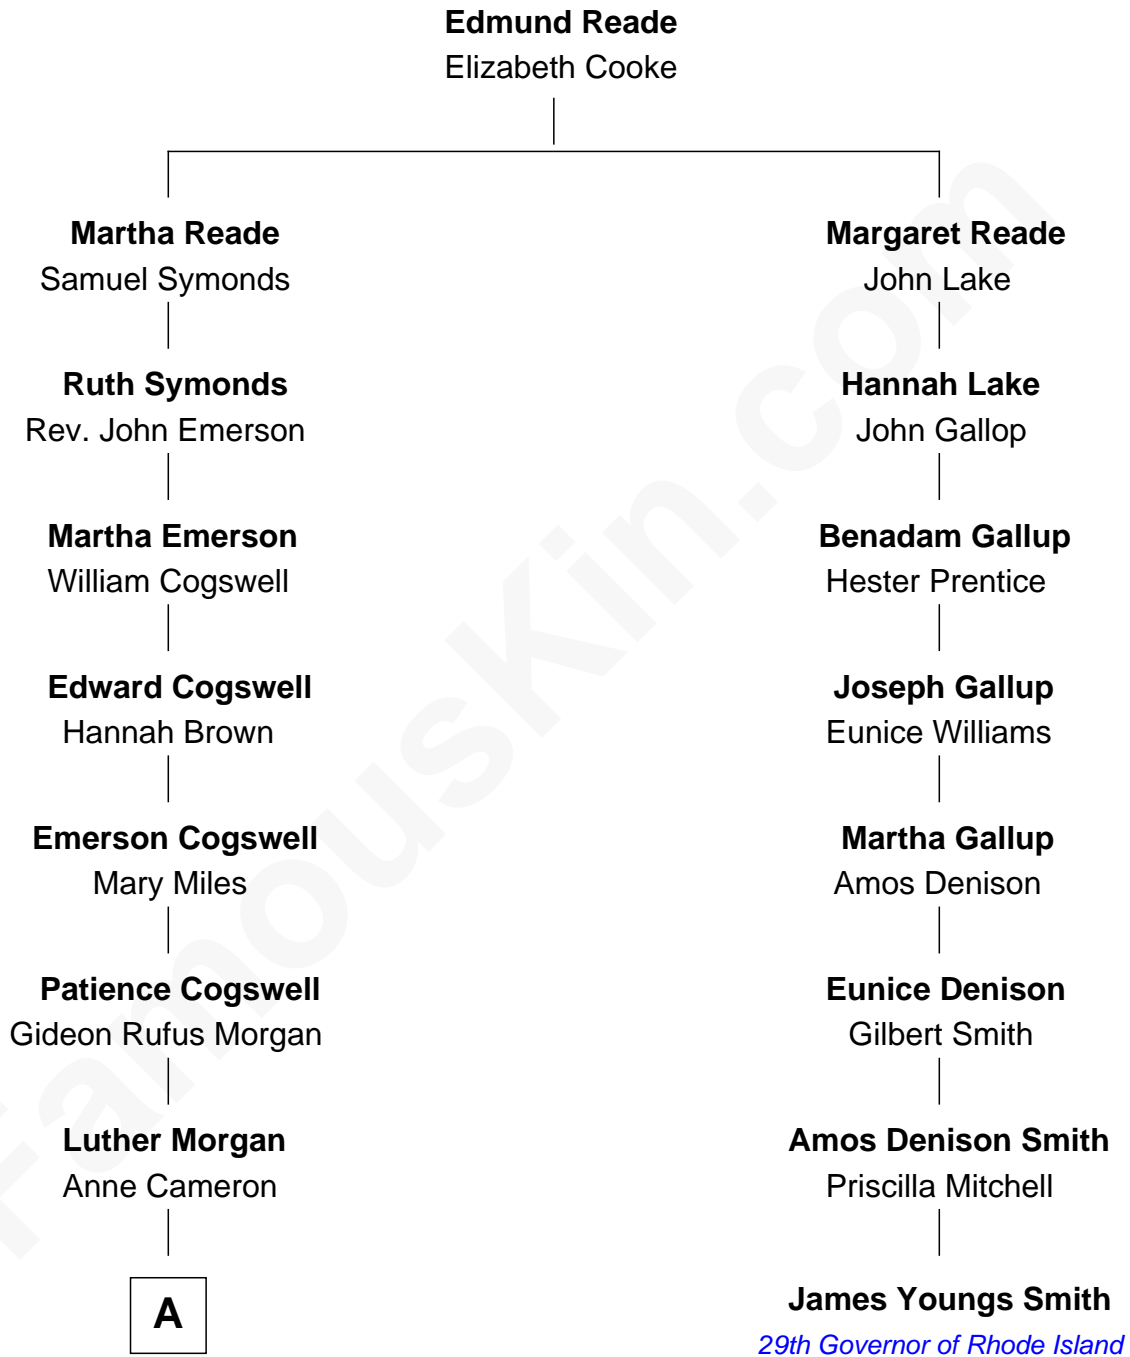 Edmund Reade
Elizabeth Cooke
Martha Reade
Samuel Symonds
Margaret Reade
John Lake
Ruth Symonds
Rev. John Emerson
Hannah Lake
John Gallop
Martha Emerson
William Cogswell
Benadam Gallup
Hester Prentice
Edward Cogswell
Hannah Brown
Joseph Gallup
Eunice Williams
Emerson Cogswell
Mary Miles
Martha Gallup
Amos Denison
Patience Cogswell
Gideon Rufus Morgan
Eunice Denison
Gilbert Smith
Luther Morgan
Anne Cameron
Amos Denison Smith
Priscilla Mitchell
A
James Youngs Smith
29th Governor of Rhode Island
FamousKin.com